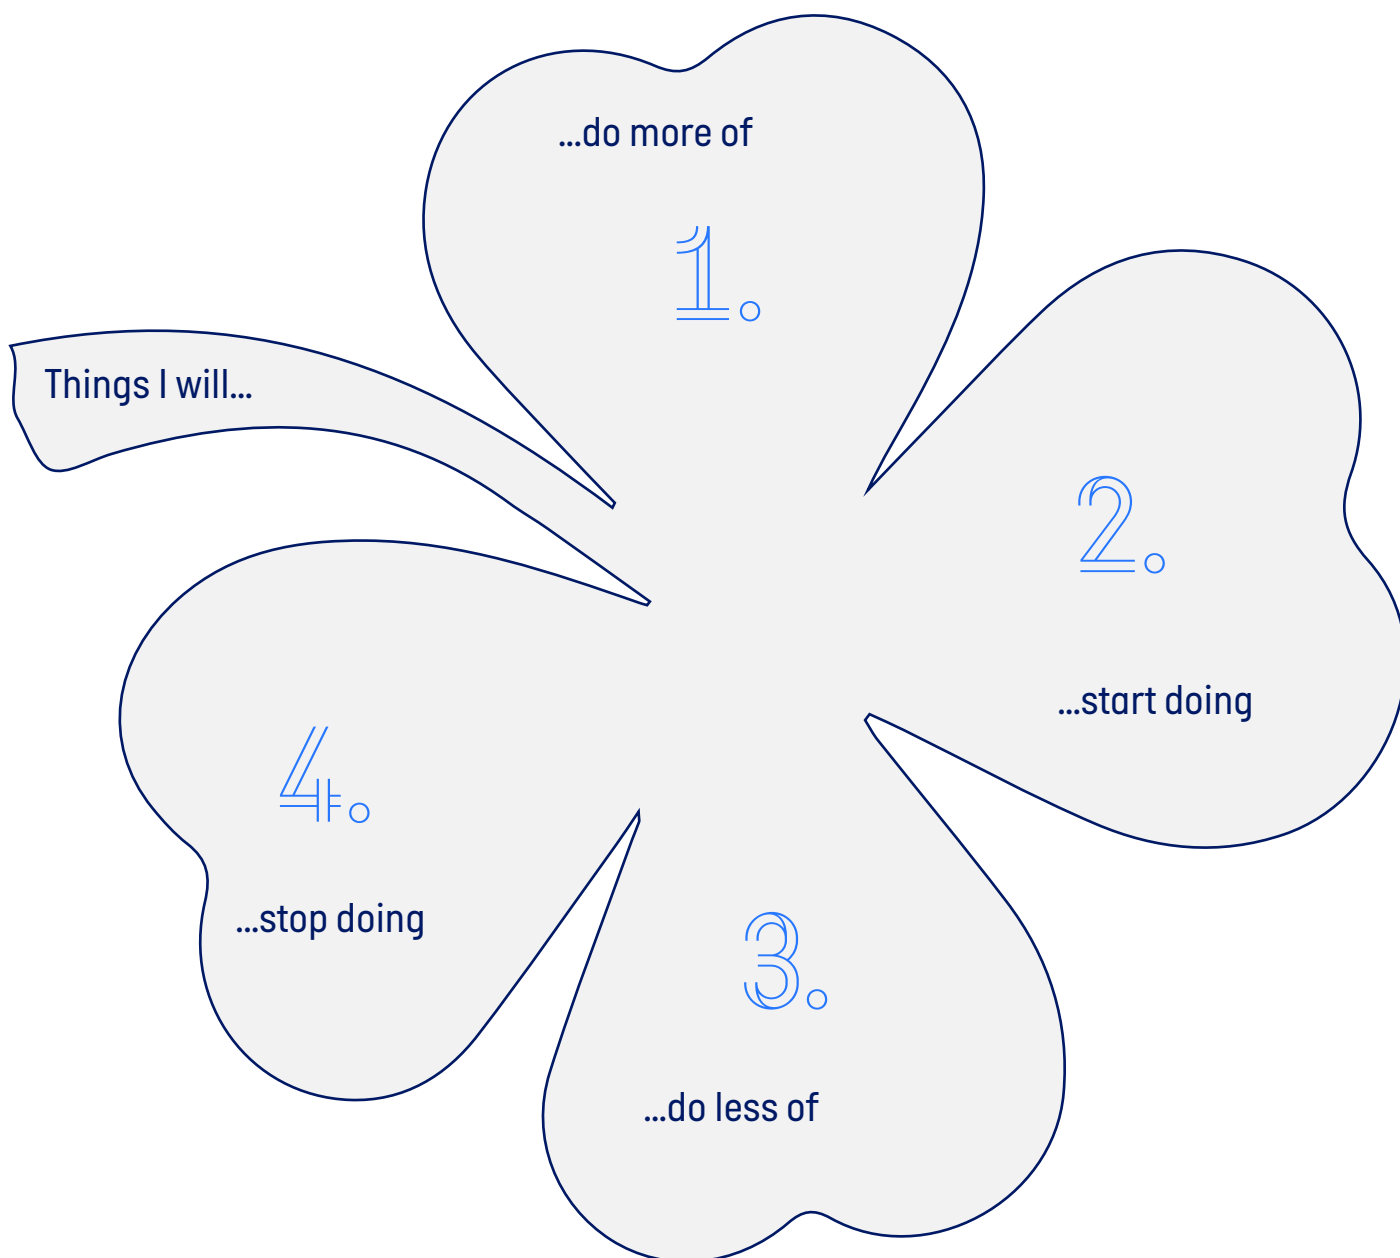 Things I will...
...do more of
1.
2.
...start doing
3.
...do less of
4.
...stop doing